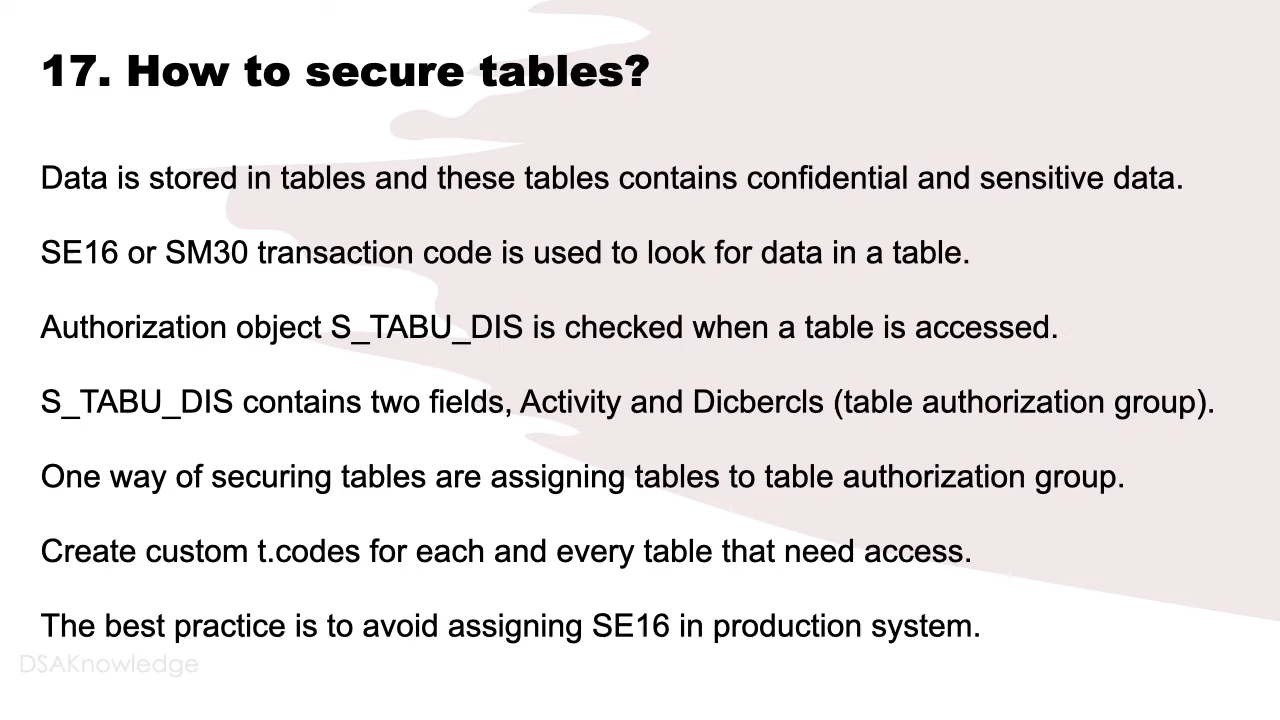 17. How to secure tables?
Data is stored in tables and these tables contains confidential and sensitive data.
SE16 or SM30 transaction code is used to look for data in a table.
Authorization object S_TABU_DIS is checked when a table is accessed.
S_TABU_DIS contains two fields, Activity and Dicbercls (table authorization group).
One way of securing tables are assigning tables to table authorization group.
Create custom t.codes for each and every table that need access.
The best practice is to avoid assigning SE16 in production system.
DSAKnowledge